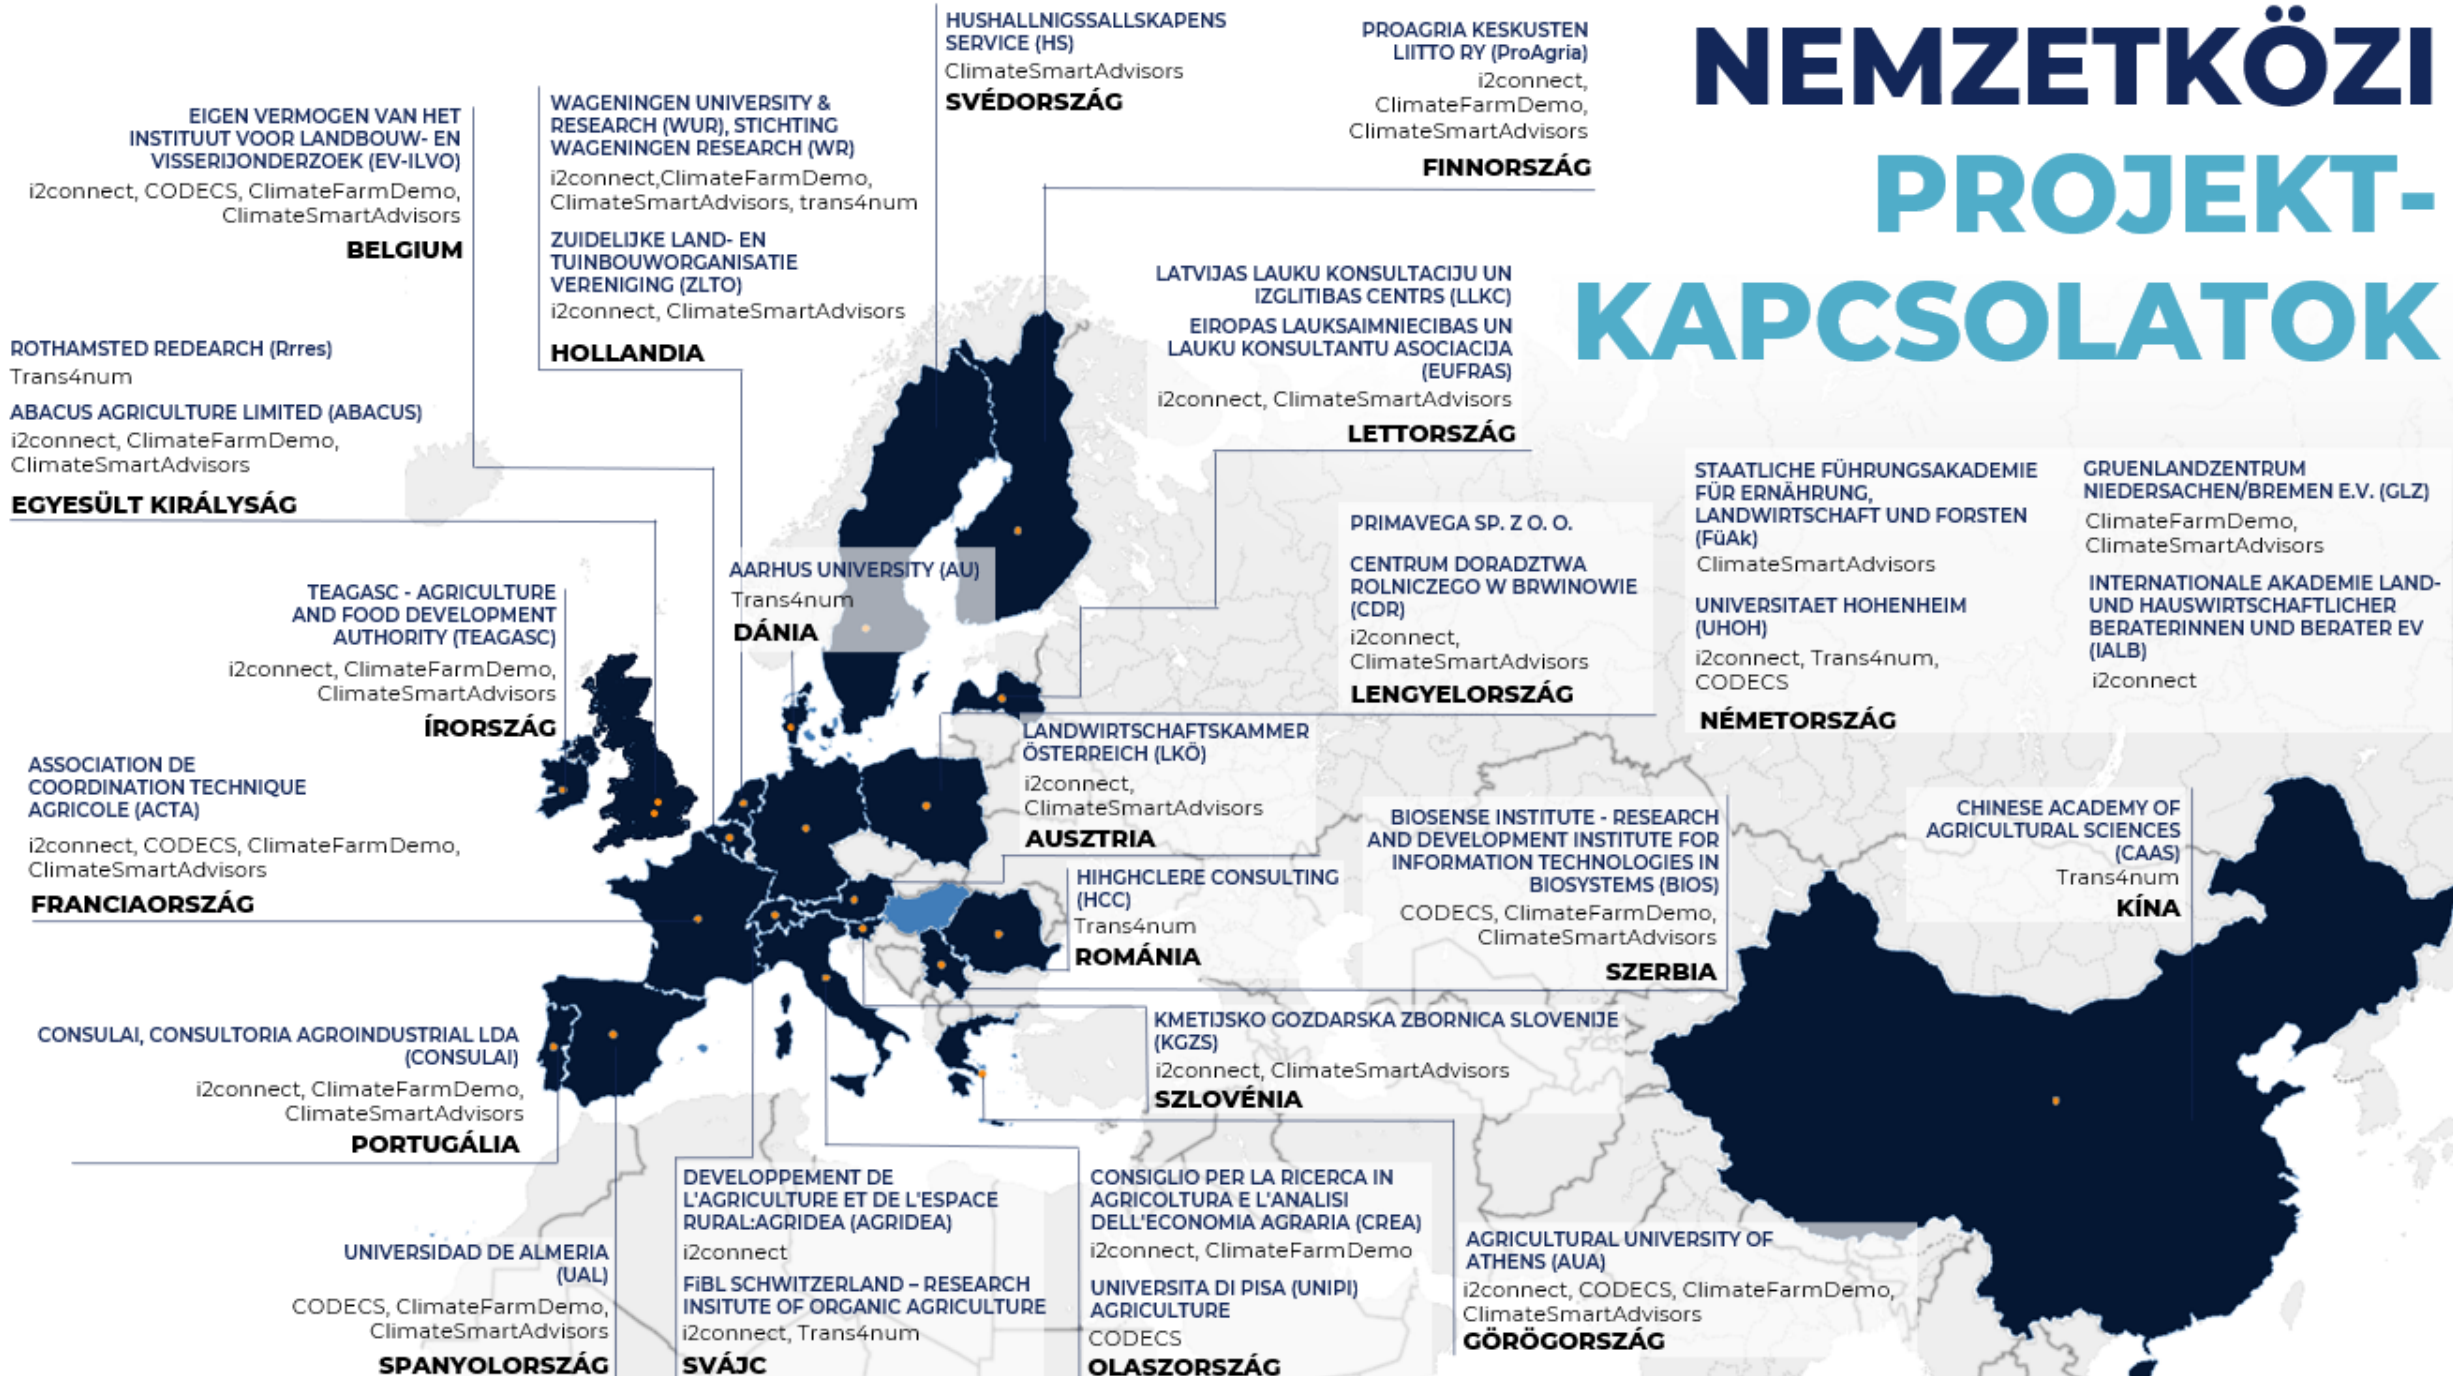 NEMZETKÖZI
PROJEKT-
KAPCSOLATOK
HUSHALLNIGSSALLSKAPENS
SERVICE (HS)
ClimateSmartAdvisors
SVÉDORSZÁG
PROAGRIA KESKUSTEN
LIITTO RY (ProAgria)
i2connect,
ClimateFarmDemo,
ClimateSmartAdvisors
FINNORSZÁG
EIGEN VERMOGEN VAN HET
INSTITUUT VOOR LANDBOUW- EN
VISSERIJONDERZOEK (EV-ILVO)
i2connect, CODECS, ClimateFarmDemo,
ClimateSmartAdvisors
BELGIUM
WAGENINGEN UNIVERSITY &
RESEARCH (WUR), STICHTING
WAGENINGEN RESEARCH (WR)
i2connect,ClimateFarmDemo,
ClimateSmartAdvisors, trans4num
ZUIDELIJKE LAND- EN
TUINBOUWORGANISATIE
VERENIGING (ZLTO)
i2connect, ClimateSmartAdvisors
HOLLANDIA
LATVIJAS LAUKU KONSULTACIJU UN
IZGLITIBAS CENTRS (LLKC)
EIROPAS LAUKSAIMNIECIBAS UN
LAUKU KONSULTANTU ASOCIACIJA
(EUFRAS)
i2connect, ClimateSmartAdvisors
LETTORSZÁG
ROTHAMSTED REDEARCH (Rrres)
Trans4num
ABACUS AGRICULTURE LIMITED (ABACUS)
i2connect, ClimateFarmDemo,
ClimateSmartAdvisors
EGYESÜLT KIRÁLYSÁG
PRIMAVEGA SP. Z O. O.
CENTRUM DORADZTWA
ROLNICZEGO W BRWINOWIE
(CDR)
i2connect,
ClimateSmartAdvisors
LENGYELORSZÁG
STAATLICHE FÜHRUNGSAKADEMIE
FÜR ERNÄHRUNG,
LANDWIRTSCHAFT UND FORSTEN
(FüAk)
ClimateSmartAdvisors
UNIVERSITAET HOHENHEIM
(UHOH)
i2connect, Trans4num,
CODECS
NÉMETORSZÁG
GRUENLANDZENTRUM
NIEDERSACHEN/BREMEN E.V. (GLZ)
ClimateFarmDemo,
ClimateSmartAdvisors
INTERNATIONALE AKADEMIE LAND-
UND HAUSWIRTSCHAFTLICHER
BERATERINNEN UND BERATER EV
(IALB)
i2connect
AARHUS UNIVERSITY (AU)
Trans4num
DÁNIA
TEAGASC - AGRICULTURE
AND FOOD DEVELOPMENT
AUTHORITY (TEAGASC)
i2connect, ClimateFarmDemo,
ClimateSmartAdvisors
ÍRORSZÁG
LANDWIRTSCHAFTSKAMMER
ÖSTERREICH (LKÖ)
i2connect,
ClimateSmartAdvisors
AUSZTRIA
ASSOCIATION DE
COORDINATION TECHNIQUE
AGRICOLE (ACTA)
i2connect, CODECS, ClimateFarmDemo,
ClimateSmartAdvisors
FRANCIAORSZÁG
HIHGHCLERE CONSULTING
(HCC)
Trans4num
ROMÁNIA
BIOSENSE INSTITUTE - RESEARCH
AND DEVELOPMENT INSTITUTE FOR
INFORMATION TECHNOLOGIES IN
BIOSYSTEMS (BIOS)
CODECS, ClimateFarmDemo,
ClimateSmartAdvisors
SZERBIA
CHINESE ACADEMY OF
AGRICULTURAL SCIENCES
(CAAS)
Trans4num
KÍNA
CONSULAI, CONSULTORIA AGROINDUSTRIAL LDA
(CONSULAI)
i2connect, ClimateFarmDemo,
ClimateSmartAdvisors
PORTUGÁLIA
KMETIJSKO GOZDARSKA ZBORNICA SLOVENIJE
(KGZS)
i2connect, ClimateSmartAdvisors
SZLOVÉNIA
UNIVERSIDAD DE ALMERIA
(UAL)
CODECS, ClimateFarmDemo,
ClimateSmartAdvisors
SPANYOLORSZÁG
DEVELOPPEMENT DE
L'AGRICULTURE ET DE L'ESPACE
RURAL:AGRIDEA (AGRIDEA)
i2connect
FiBL SCHWITZERLAND – RESEARCH
INSITUTE OF ORGANIC AGRICULTURE
i2connect, Trans4num
SVÁJC
CONSIGLIO PER LA RICERCA IN
AGRICOLTURA E L'ANALISI
DELL'ECONOMIA AGRARIA (CREA)
i2connect, ClimateFarmDemo
UNIVERSITA DI PISA (UNIPI)
AGRICULTURE
CODECS
OLASZORSZÁG
AGRICULTURAL UNIVERSITY OF
ATHENS (AUA)
i2connect, CODECS, ClimateFarmDemo,
ClimateSmartAdvisors
GÖRÖGORSZÁG